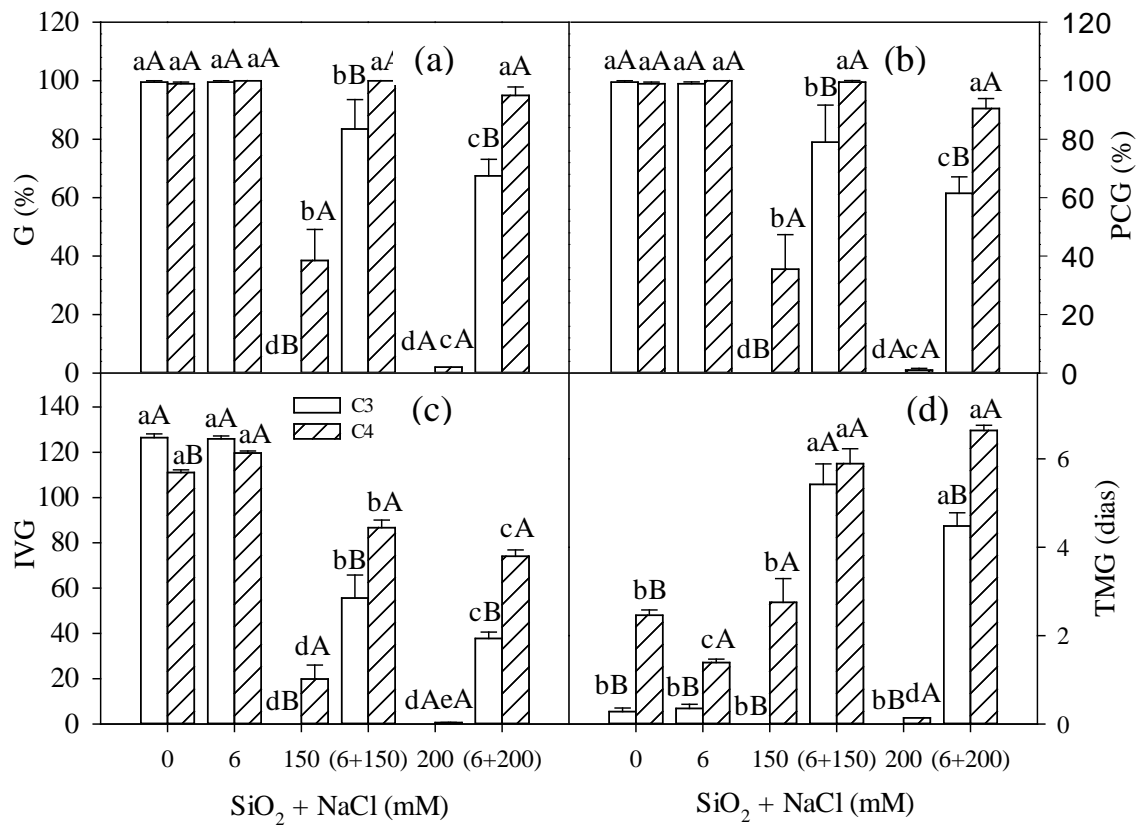 120
100
80
60
40
20
0
G (%)
aA aA aA aA dB bA bB aA dA cA cB aA
(a)
aA aA aA aA dB bA bB aA dA cA cB aA
(b)
120
100
80
60
40
20
0
PCG (%)
140
120
100
80
60
40
20
0
IVG
aA aB aA aA dB dA bB bA dA eA cB cA
(c)
C3
C4
bB bB bB cA bB bA aA aA bB dA aB aA
(d)
6
4
2
0
TMG (dias)
0 6 150 (6+150) 200 (6+200)
0 6 150 (6+150) 200 (6+200)
SiO2 + NaCl (mM)
SiO2 + NaCl (mM)